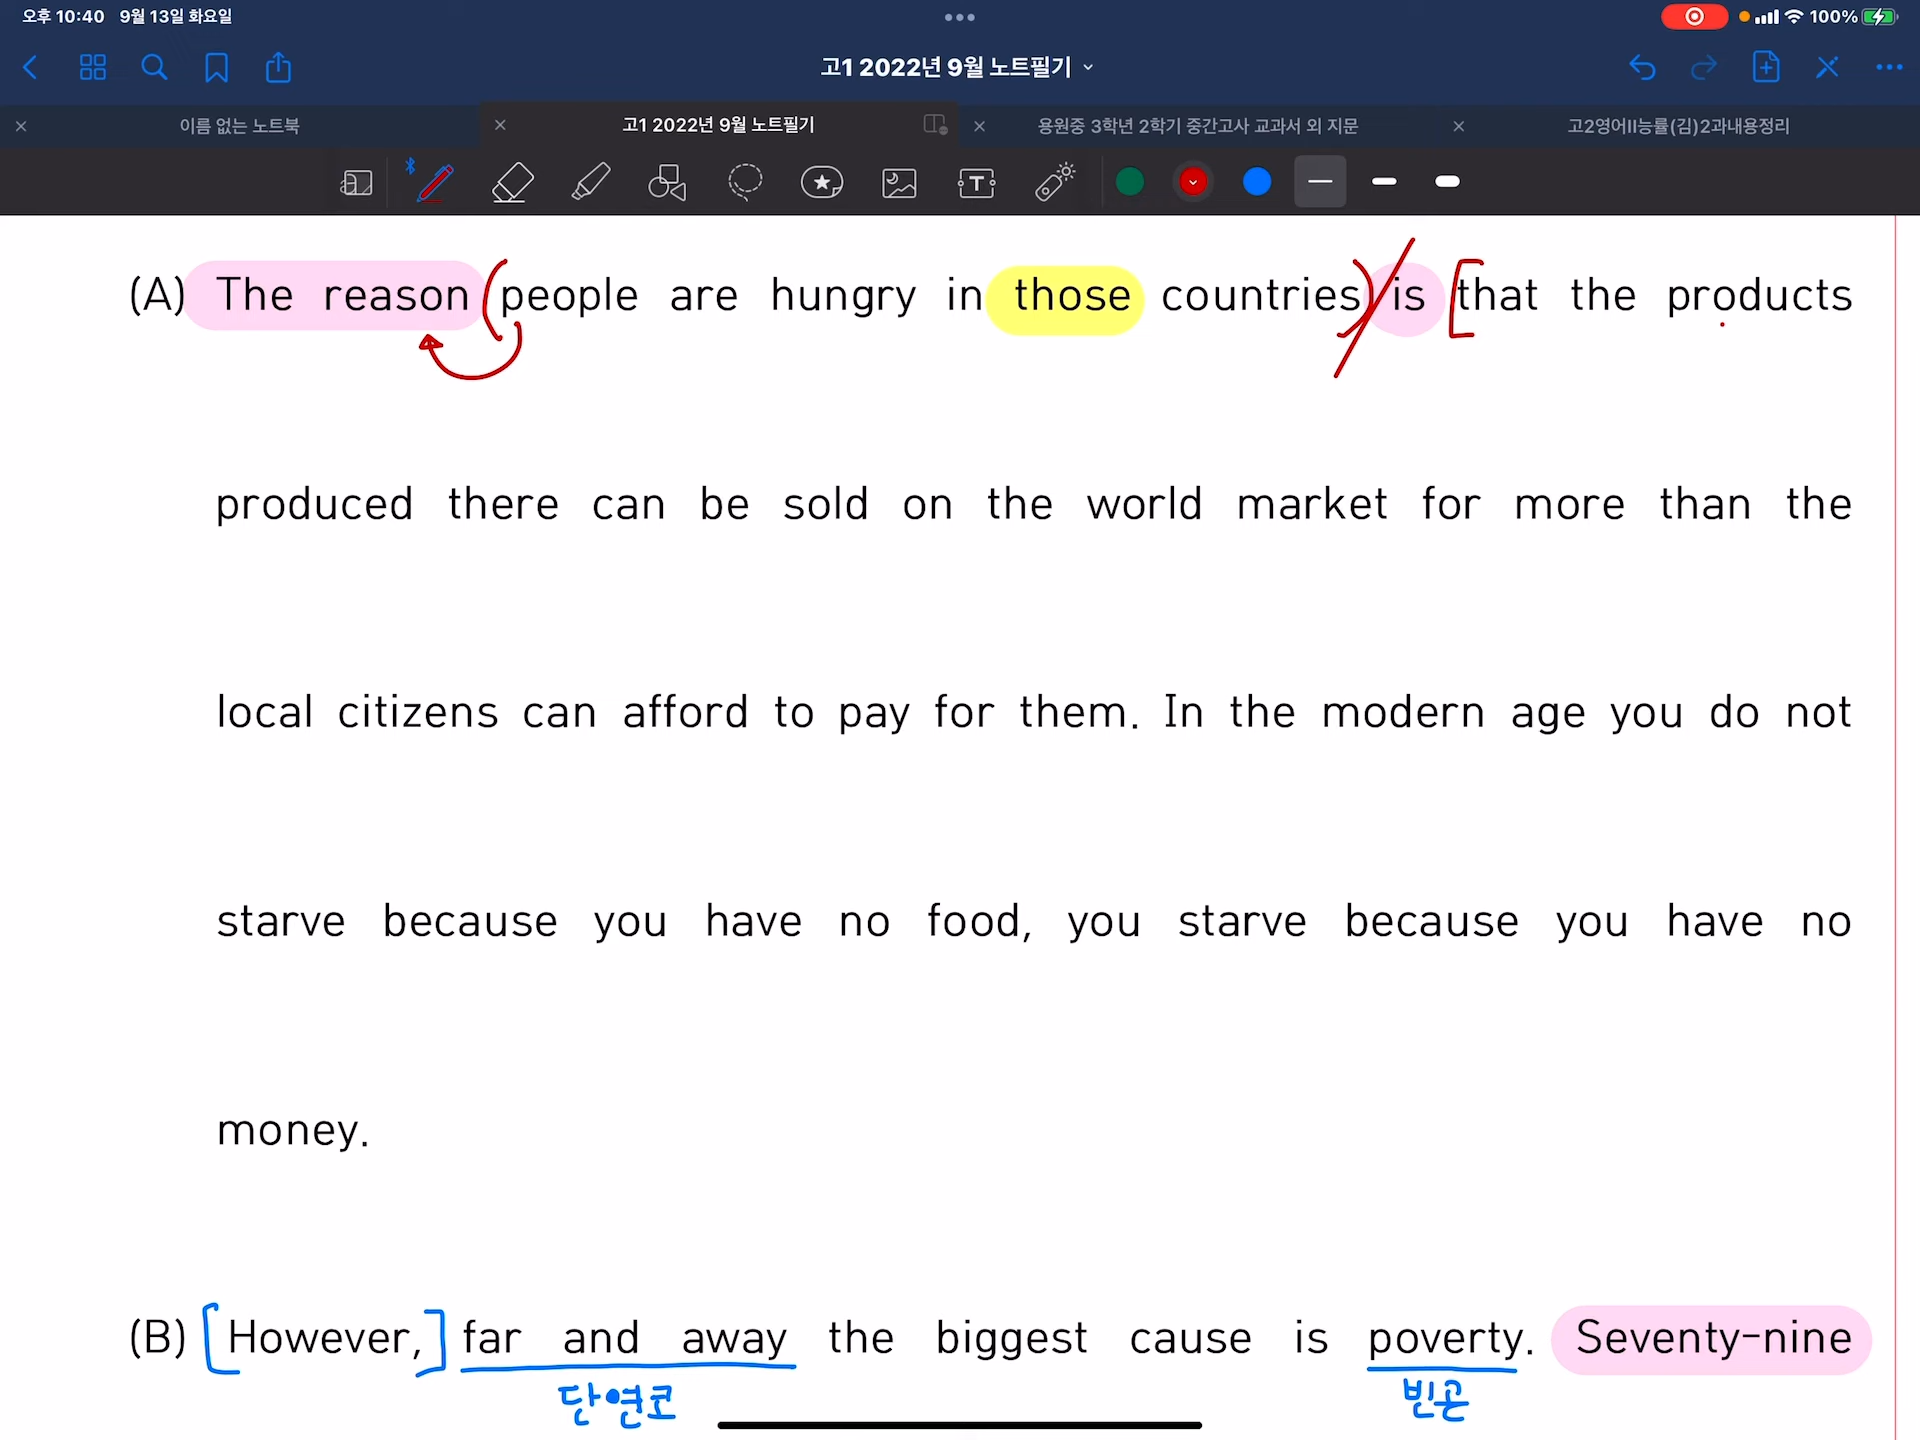 오후 10:40 9월 13일 화요일 100%
고1 2022년 9월 노트필기
이름 없는 노트북 고1 2022년 9월 노트필기 용원중 3학년 2학기 중간고사 교과서 외 지문 고2영어II능률(김)2과내용정리
(A) The reason (people are hungry in those countries) is [that the products
produced there can be sold on the world market for more than the
local citizens can afford to pay for them. In the modern age you do not
starve because you have no food, you starve because you have no
money.
(B) [However,] far and away the biggest cause is poverty. Seventy-nine
단연코 빈곤